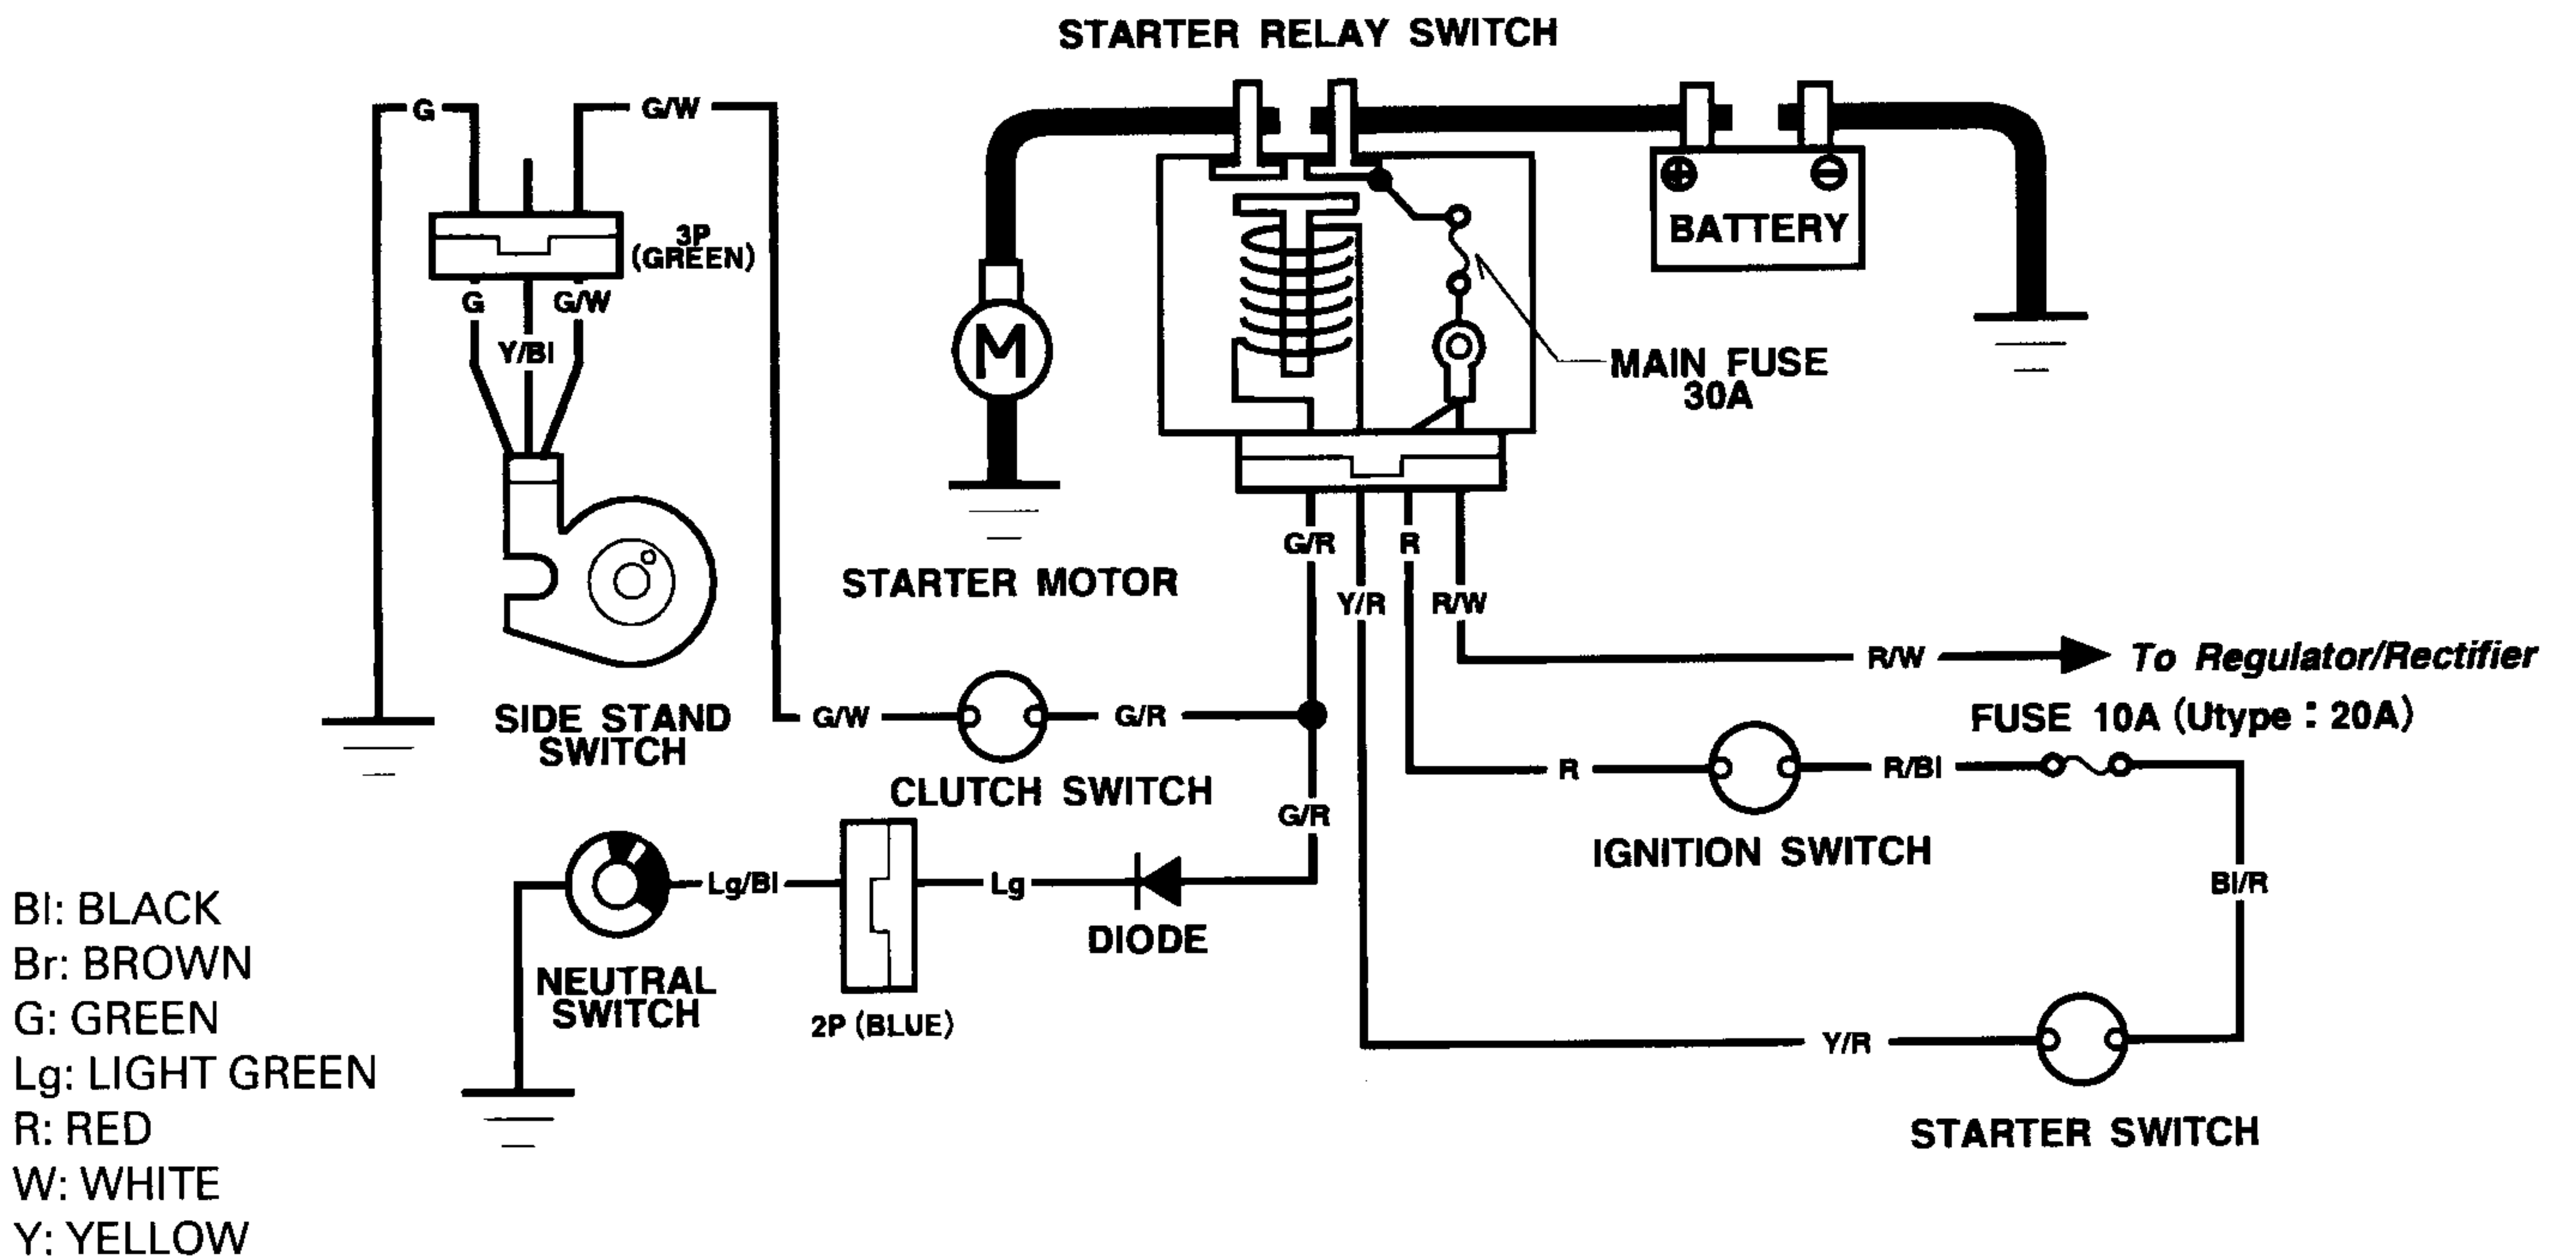 STARTER RELAY SWITCH
G
G/W
3P
(GREEN)
G
G/W
Y/Bl
M
BATTERY
MAIN FUSE
30A
G/R
R
Y/R
R/W
STARTER MOTOR
R/W
To Regulator/Rectifier
SIDE STAND
SWITCH
G/W
G/R
FUSE 10A (Utype : 20A)
CLUTCH SWITCH
R
R/Bl
G/R
IGNITION SWITCH
Bl/R
Lg/Bl
Lg
DIODE
NEUTRAL
SWITCH
2P (BLUE)
Y/R
STARTER SWITCH
Bl: BLACK
Br: BROWN
G: GREEN
Lg: LIGHT GREEN
R: RED
W: WHITE
Y: YELLOW